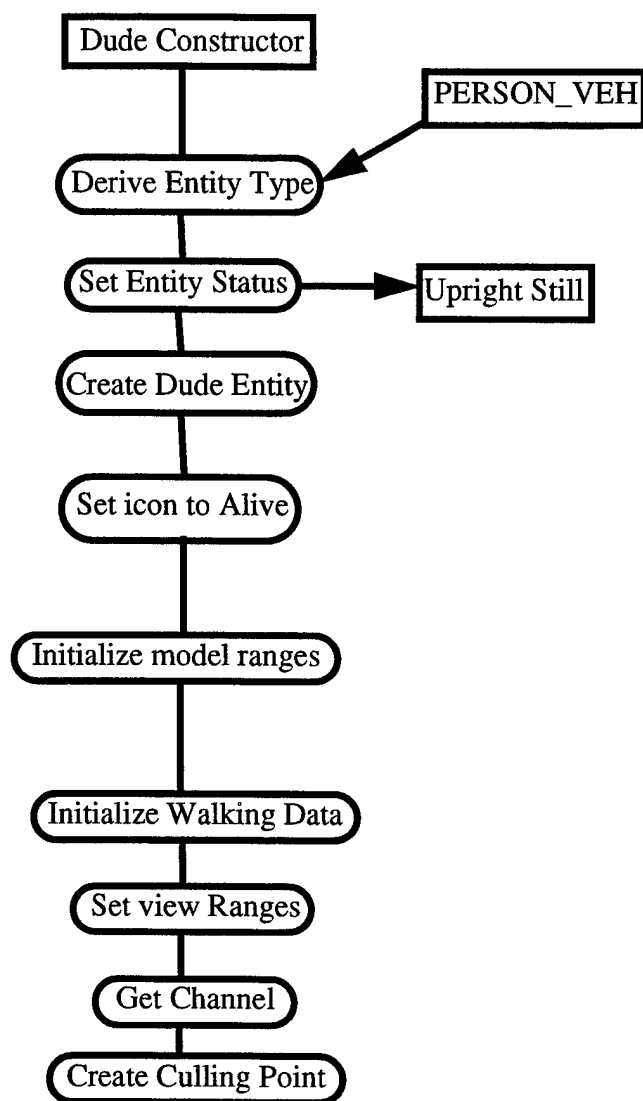 Dude Constructor
PERSON_VEH
Derive Entity Type
Set Entity Status
Upright Still
Create Dude Entity
Set icon to Alive
Initialize model ranges
Initialize Walking Data
Set view Ranges
Get Channel
Create Culling Point